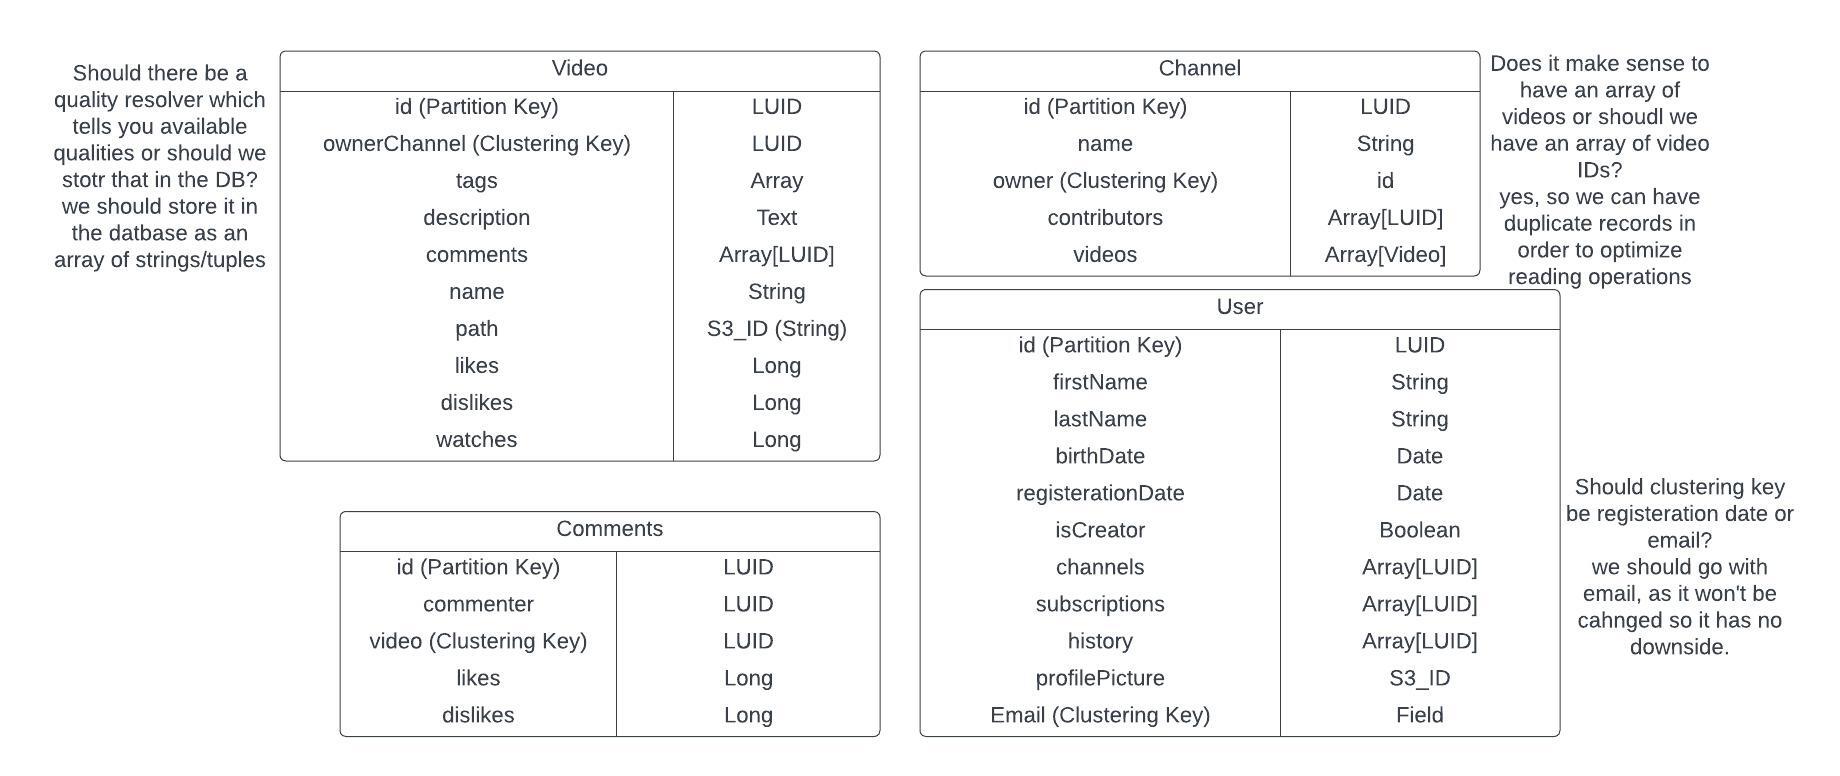 Should there be a
quality resolver which
tells you available
qualities or should we
stotr that in the DB?
we should store it in
the datbase as an
array of strings/tuples
Video
id (Partition Key) LUID
ownerChannel (Clustering Key) LUID
tags Array
description Text
comments Array[LUID]
name String
path S3_ID (String)
likes Long
dislikes Long
watches Long
Channel
id (Partition Key) LUID
name String
owner (Clustering Key) id
contributors Array[LUID]
videos Array[Video]
Does it make sense to
have an array of
videos or shoudl we
have an array of video
IDs?
yes, so we can have
duplicate records in
order to optimize
reading operations
Comments
id (Partition Key) LUID
commenter LUID
video (Clustering Key) LUID
likes Long
dislikes Long
User
id (Partition Key) LUID
firstName String
lastName String
birthDate Date
registerationDate Date
isCreator Boolean
channels Array[LUID]
subscriptions Array[LUID]
history Array[LUID]
profilePicture S3_ID
Email (Clustering Key) Field
Should clustering key
be registeration date or
email?
we should go with
email, as it won't be
cahnged so it has no
downside.